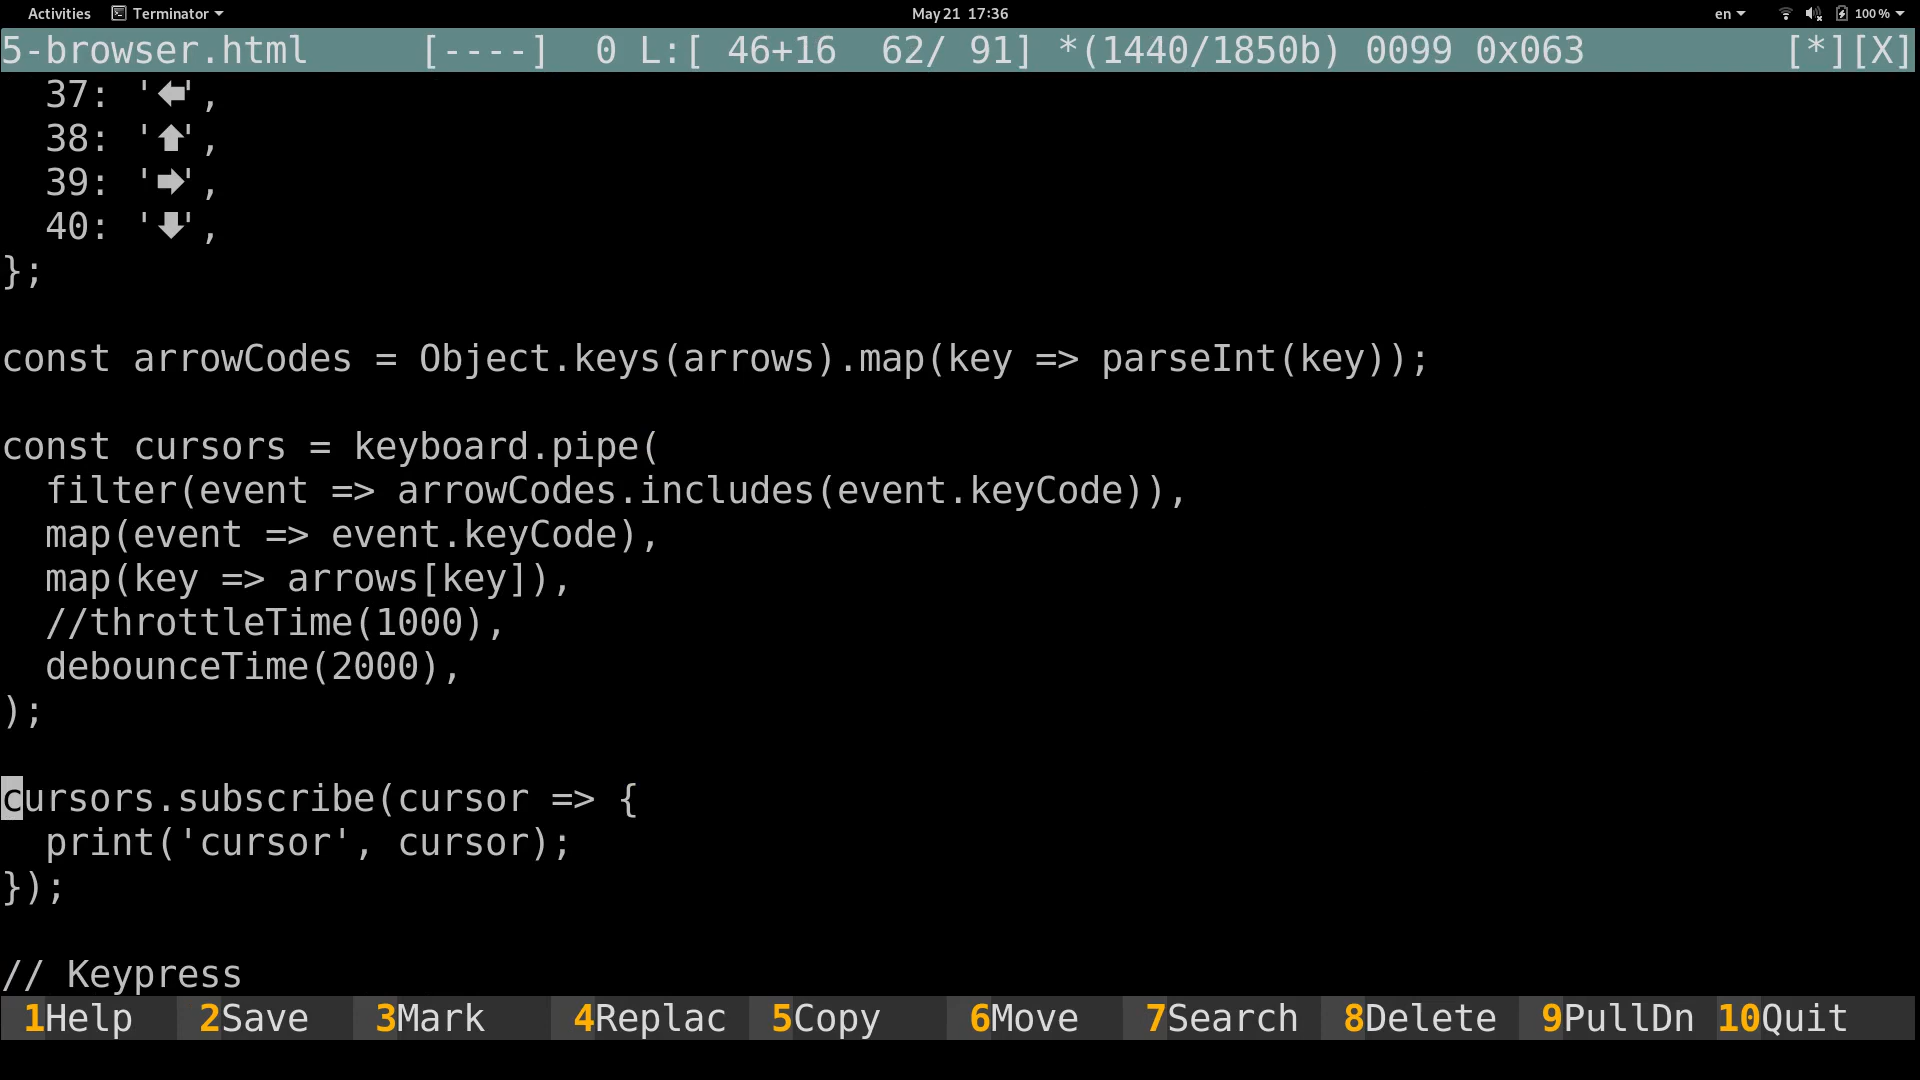 Activities Terminator May 21 17:36 en 100 %
5-browser.html [----] 0 L:[ 46+16 62/ 91] *(1440/1850b) 0099 0x063 [*][X]
37: '⬅',
38: '⬆',
39: '➡',
40: '⬇',
};
const arrowCodes = Object.keys(arrows).map(key => parseInt(key));
const cursors = keyboard.pipe(
filter(event => arrowCodes.includes(event.keyCode)),
map(event => event.keyCode),
map(key => arrows[key]),
//throttleTime(1000),
debounceTime(2000),
);
cursors.subscribe(cursor => {
print('cursor', cursor);
});
// Keypress
1Help 2Save 3Mark 4Replac 5Copy 6Move 7Search 8Delete 9PullDn 10Quit